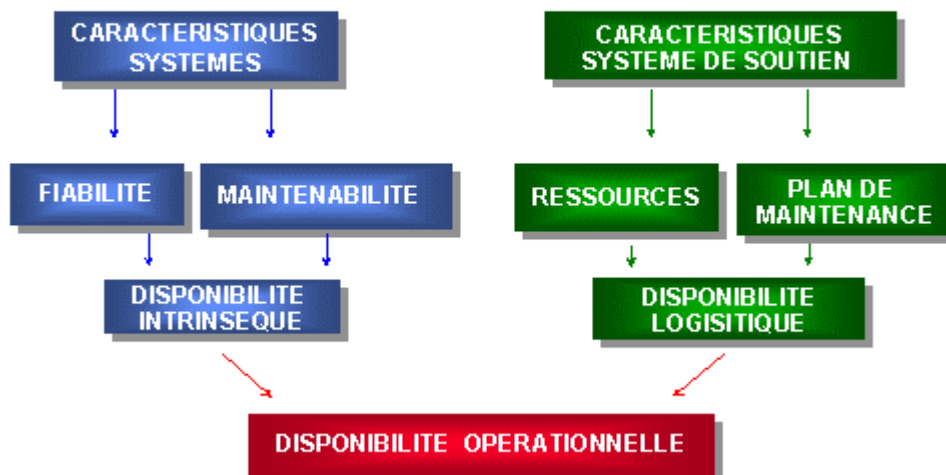 CARACTERISTIQUES
SYSTEMES
CARACTERISTIQUES
SYSTEME DE SOUTIEN
FIABILITE
MAINTENABILITE
RESSOURCES
PLAN DE
MAINTENANCE
DISPONIBILITE
INTRINSEQUE
DISPONIBILITE
LOGISITIQUE
DISPONIBILITE OPERATIONNELLE